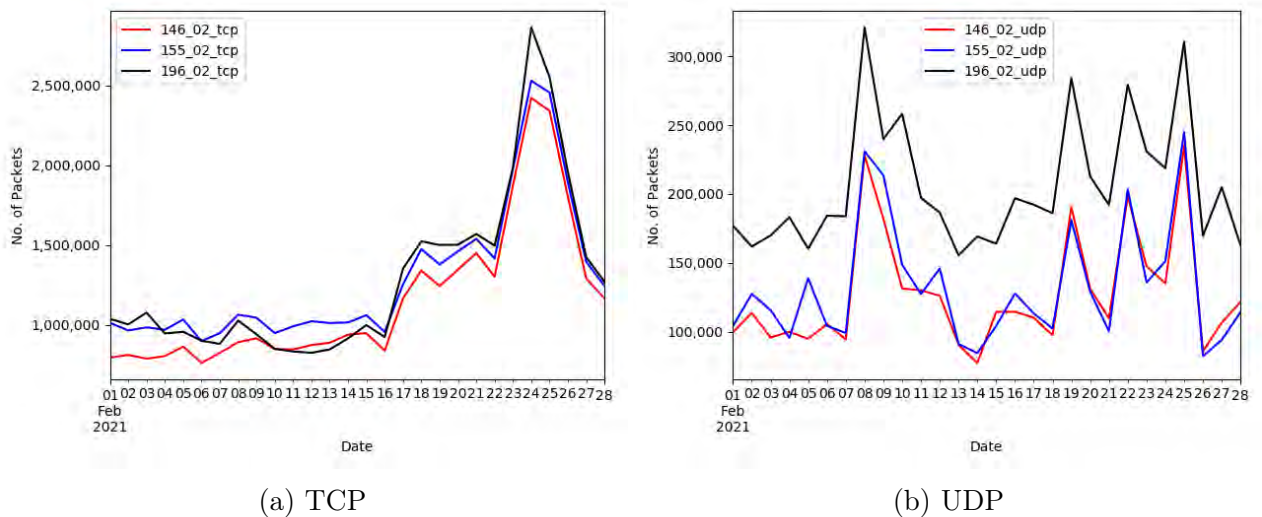 146_02_tcp
155_02_tcp
196_02_tcp
2,500,000
2,000,000
1,500,000
1,000,000
No. of Packets
01 02 03 04 05 06 07 08 09 10 11 12 13 14 15 16 17 18 19 20 21 22 23 24 25 26 27 28
Feb
2021
Date
(a) TCP
146_02_udp
155_02_udp
196_02_udp
300,000
250,000
200,000
150,000
100,000
No. of Packets
01 02 03 04 05 06 07 08 09 10 11 12 13 14 15 16 17 18 19 20 21 22 23 24 25 26 27 28
Feb
2021
Date
(b) UDP